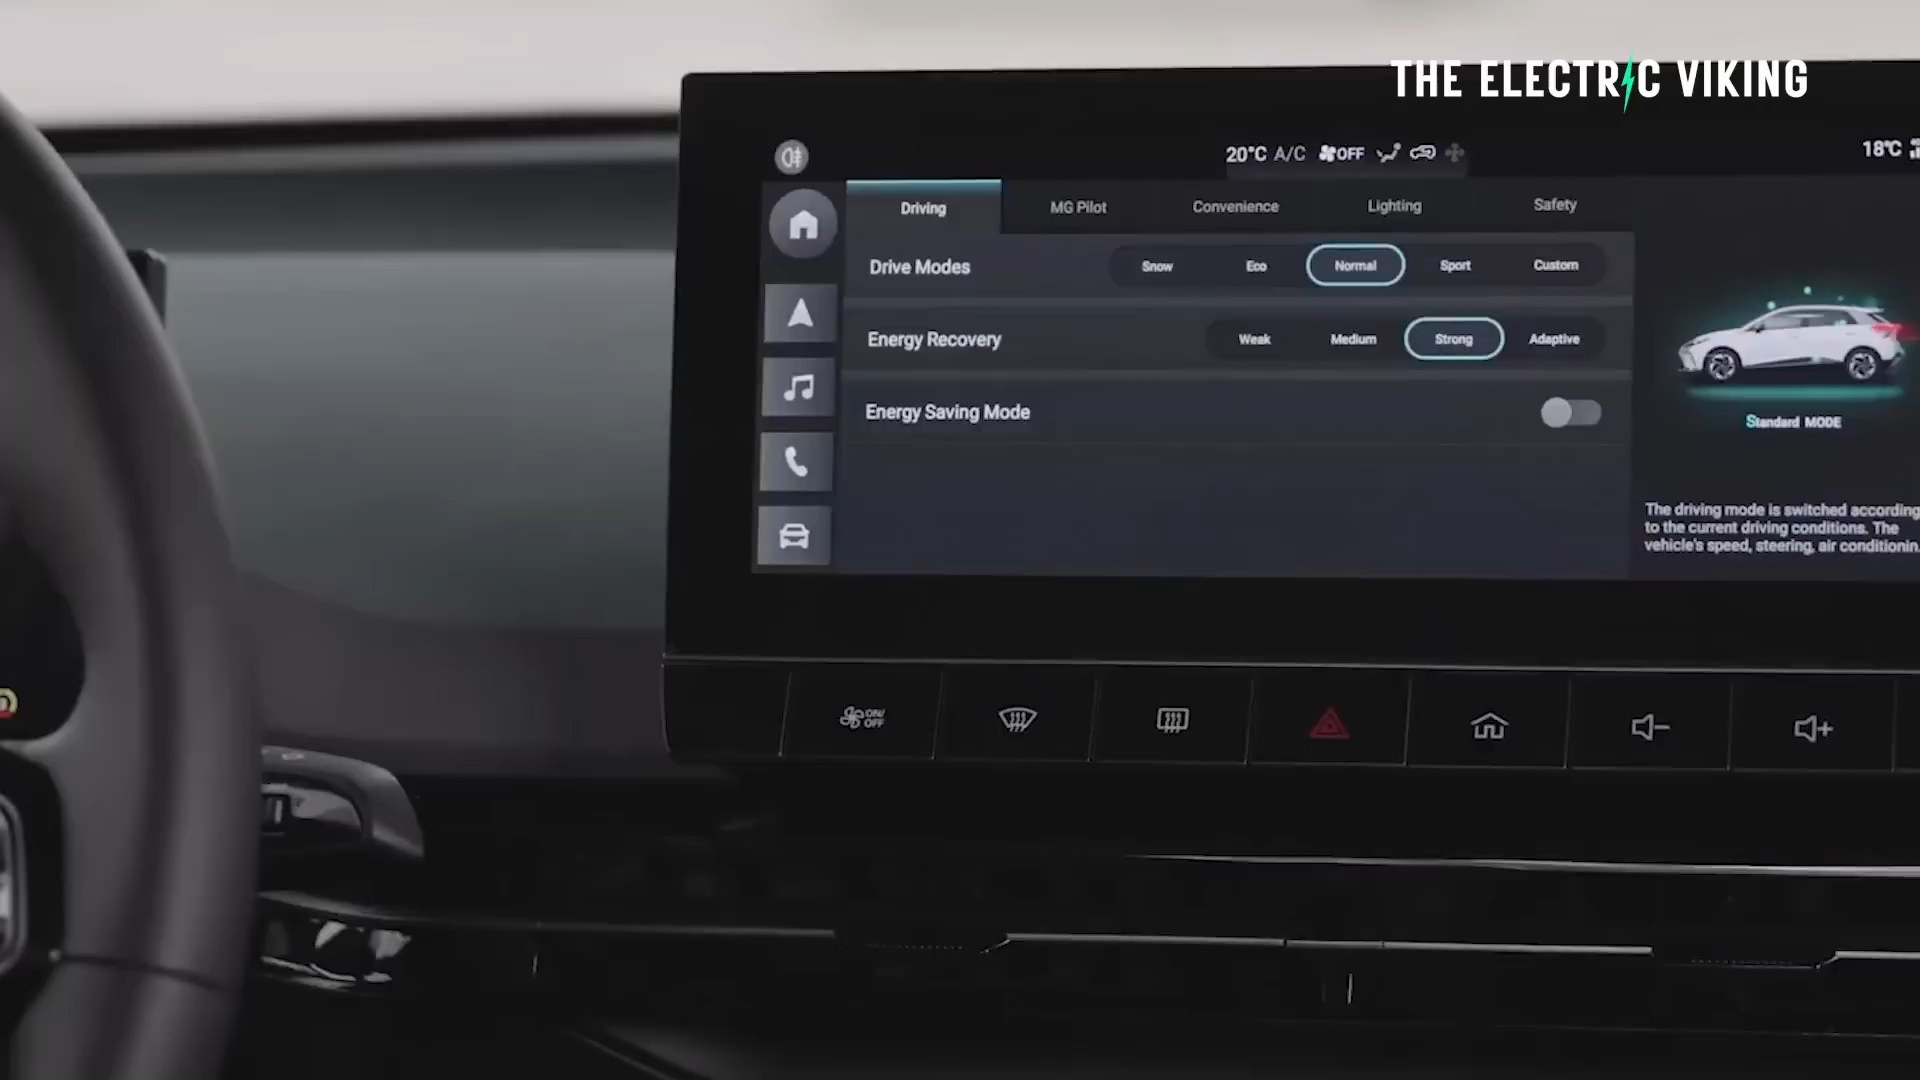 THE ELECTRIC VIKING
20°C A/C OFF
18℃
Driving MG Pilot Convenience Lighting Safety
Drive Modes Snow Eco Normal Sport Custom
Energy Recovery Weak Medium Strong Adaptive
Energy Saving Mode
Standard MODE
The driving mode is switched according
to the current driving conditions. The
vehicle's speed, steering, air conditionin
ON/
OFF